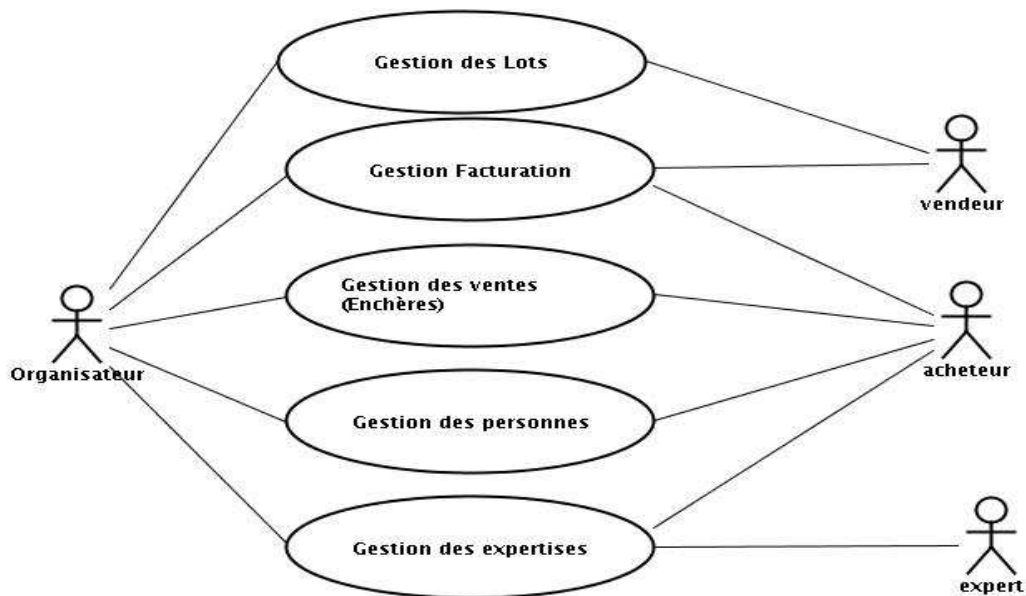 Gestion des Lots
Gestion Facturation
vendeur
Gestion des ventes
(Enchères)
Organisateur
acheteur
Gestion des personnes
Gestion des expertises
expert